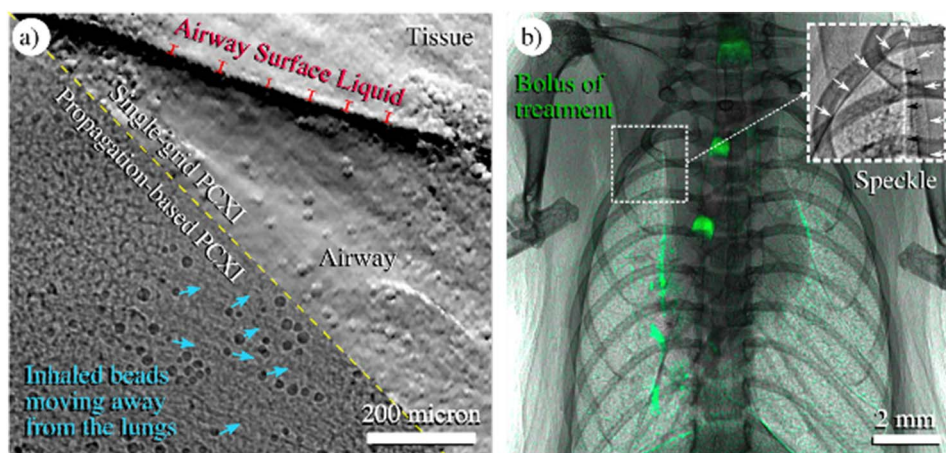 a)
Tissue
Airway Surface Liquid
Single-grid PCXI
Propagation-based PCXI
Airway
Inhaled beads
moving away
from the lungs
200 micron
b)
Bolus of
treatment
Speckle
2 mm